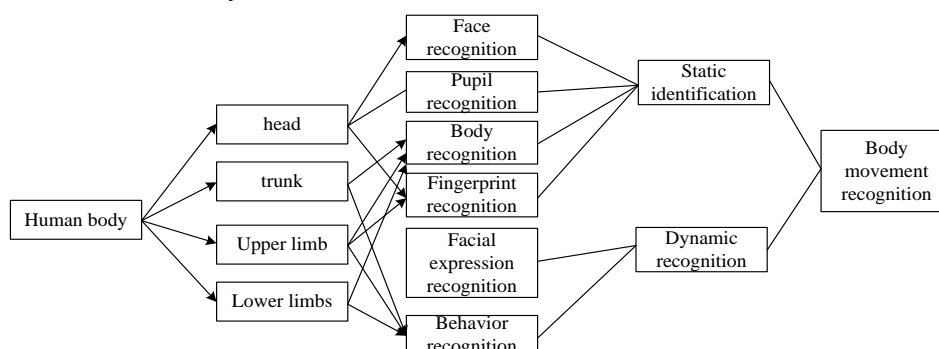 Human body
head
trunk
Upper limb
Lower limbs
Face
recognition
Pupil
recognition
Body
recognition
Fingerprint
recognition
Facial
expression
recognition
Behavior
recognition
Static
identification
Dynamic
recognition
Body
movement
recognition